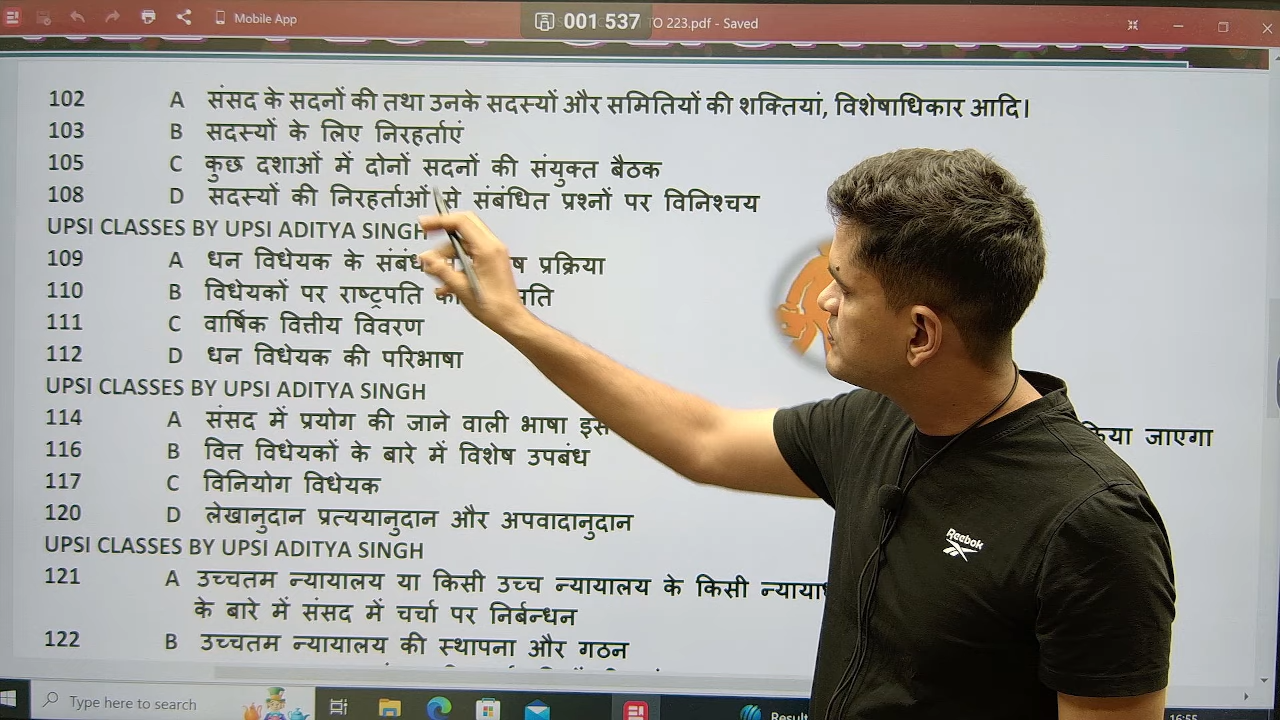 Mobile App
001 537
TO 223.pdf - Saved
102 A संसद के सदनों की तथा उनके सदस्यों और समितियों की शक्तियां, विशेषाधिकार आदि।
103 B सदस्यों के लिए निरहर्ताएं
105 C कुछ दशाओं में दोनों सदनों की संयुक्त बैठक
108 D सदस्यों की निरहर्ताओं से संबंधित प्रश्नों पर विनिश्चय
UPSI CLASSES BY UPSI ADITYA SINGH
109 A धन विधेयक के प्रक्रिया
110 B विधेयकों पर राष्ट्रपति
111 C वार्षिक वित्तीय विवरण
112 D धन विधेयक की परिभाषा
UPSI CLASSES BY UPSI ADITYA SINGH
114 A संसद में प्रयोग की जाने वाली भाषा जाएगा
116 B वित्त विधेयकों के बारे में विशेष उपबंध
117 C विनियोग विधेयक
120 D लेखानुदान प्रत्ययानुदान और अपवादानुदान
UPSI CLASSES BY UPSI ADITYA SINGH
121 A उच्चतम न्यायालय या किसी उच्च न्यायालय के किसी
के बारे में संसद में चर्चा पर निर्बन्धन
122 B उच्चतम न्यायालय की स्थापना और गठन
Reebok
Type here to search
Result
16:55